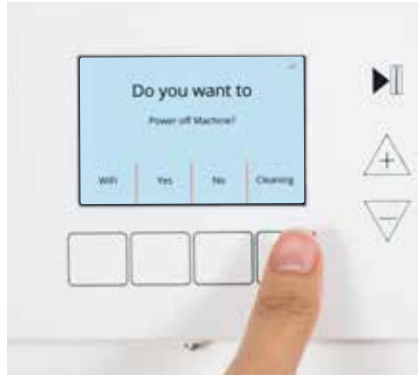 Do you want to
Power off Machine?
Wifi Yes No Cleaning